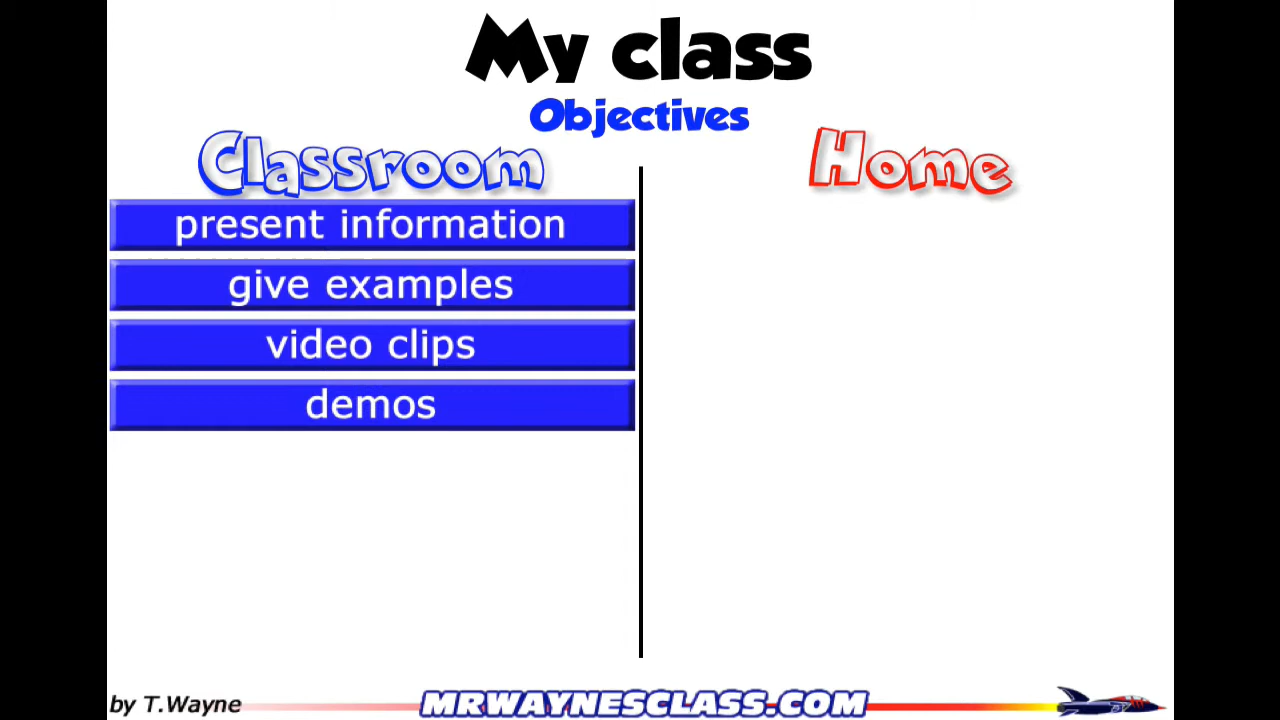 My class
Objectives
Classroom
Home
present information
give examples
video clips
demos
by T.Wayne
MRWAYNESCLASS.COM